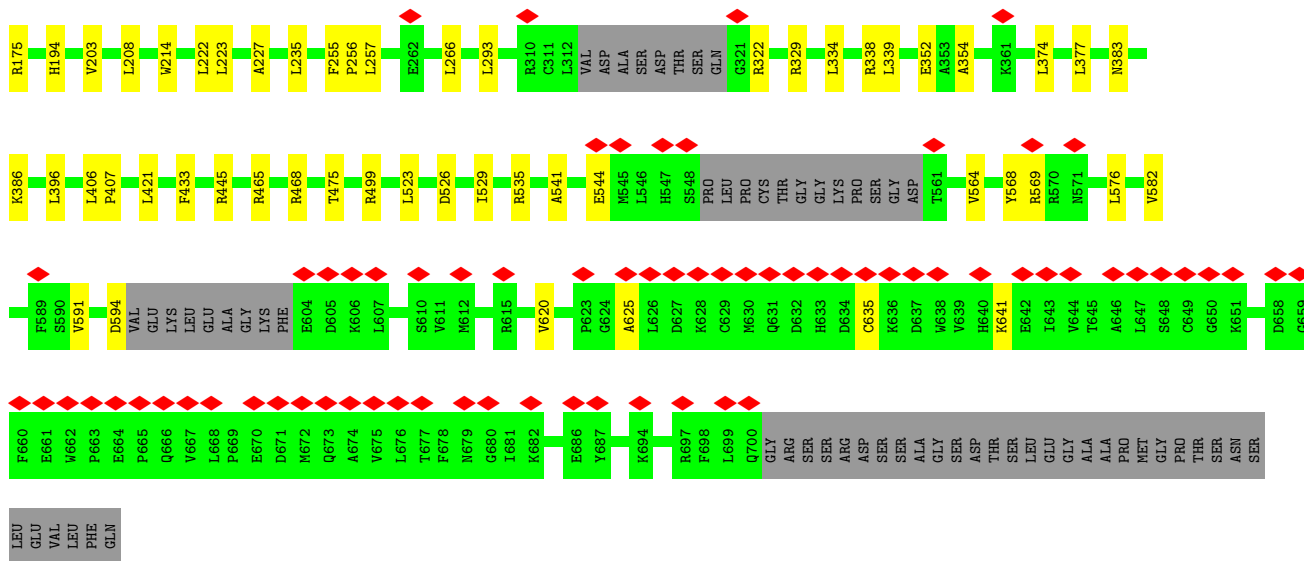 R175 H194 V203 L208 W214 L222 L223 A227 L235 F255 P256 L257 E262 L266 L293 R310 C311 L312 VAL ASP ALA SER ASP THR SER GLN G321 R322 R329 L334 R338 L339 E352 A353 A354 K361 L374 L377 N383
K386 L396 L406 P407 L421 F433 R445 R465 R468 T475 R499 L523 D526 I529 R535 A541 E544 M545 L546 H547 S548 PRO LEU PRO CYS THR GLY GLY LYS PRO SER GLY ASP T561 V564 Y568 R569 R570 N571 L576 V582
F589 S590 V591 D594 VAL GLU LYS LEU GLU ALA GLY LYS PHE E604 D605 K606 L607 S610 V611 M612 R615 V620 P623 G624 A625 L626 D627 K628 C629 M630 Q631 D632 H633 D634 C635 K636 D637 W638 V639 H640 K641 E642 I643 V644 T645 A646 L647 S648 C649 G650 K651 D658 G659
F660 E661 W662 P663 E664 P665 Q666 V667 L668 P669 E670 D671 M672 Q673 A674 V675 L676 T677 F678 N679 G680 I681 K682 E686 Y687 K694 R697 F698 L699 Q700 GLY ARG SER SER ARG ASP SER SER ALA GLY SER ASP THR SER LEU GLU GLY ALA ALA PRO MET GLY PRO THR SER ASN SER
LEU GLU VAL LEU PHE GLN